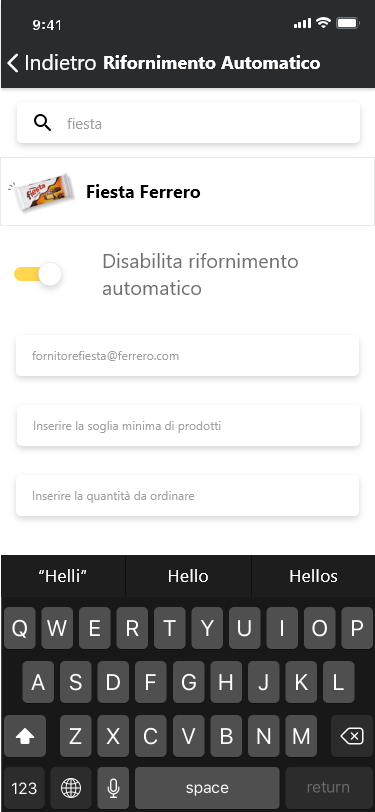 9:41
Indietro Rifornimento Automatico
fiesta
fiesta
Fiesta Ferrero
Disabilita rifornimento
automatico
fornitorefiesta@ferrero.com
Inserire la soglia minima di prodotti
Inserire la quantità da ordinare
“Helli” Hello Hellos
Q W E R T Y U I O P
A S D F G H J K L
Z X C V B N M
123 space return